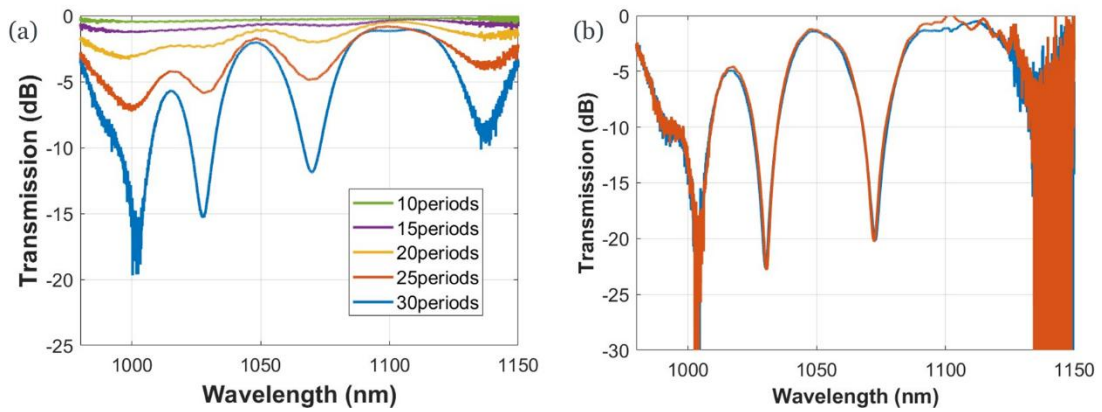 (a)
Transmission (dB)
0
-5
-10
-15
-20
-25
1000
1050
1100
1150
Wavelength (nm)
10periods
15periods
20periods
25periods
30periods
(b)
Transmission (dB)
0
-5
-10
-15
-20
-25
-30
1000
1050
1100
1150
Wavelength (nm)